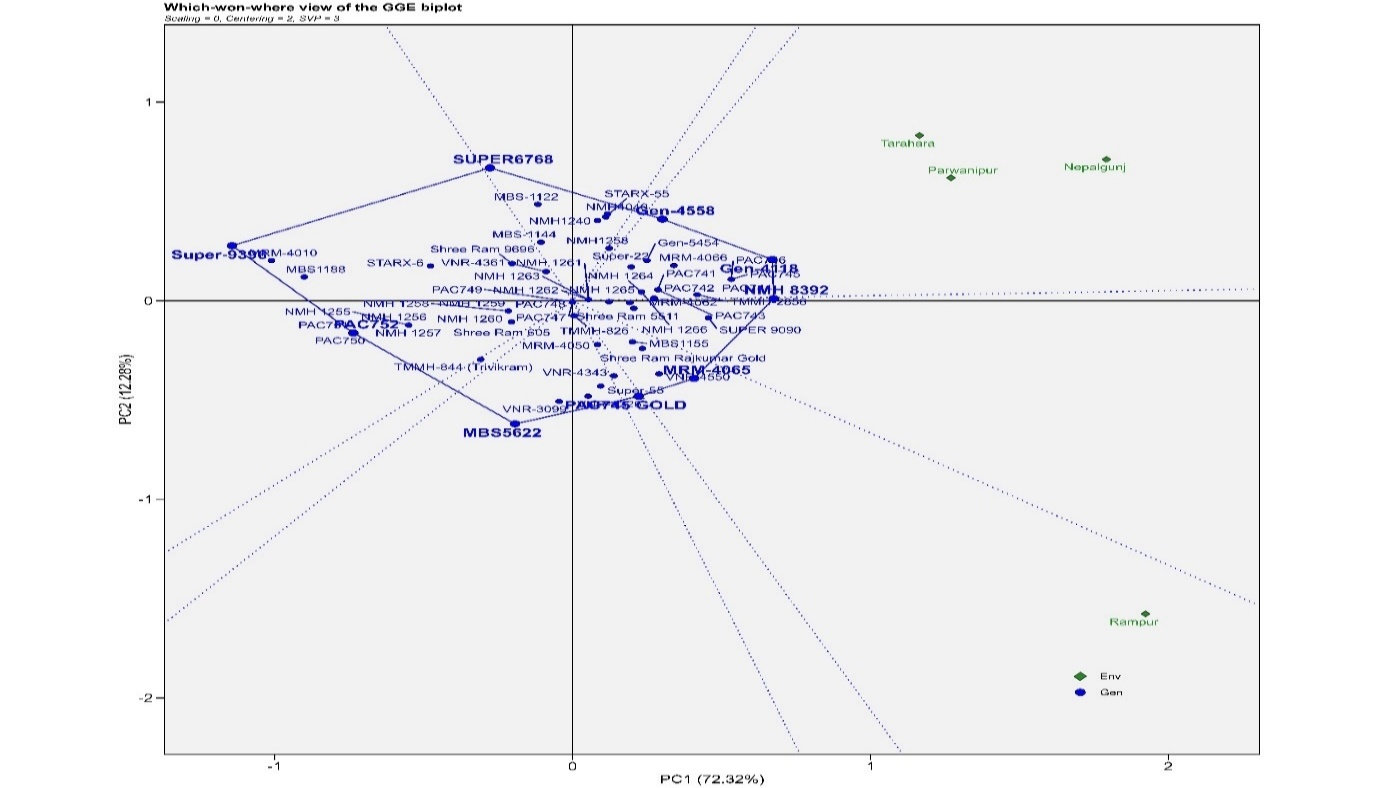 Which-won-where view of the GGE biplot
Scaling = 0, Centering = 2, SVP = 3
PC2 (12.28%)
1
0
-1
-2
Tarahara
Parwanipur
Nepalgunj
SUPER6768
MBS-1122
STARX-55
Gen-4558
NMH1240
MBS-1144
NMH1258
Gen-5454
Super-9396
MRM-4010
Shree Ram 9696
MBS1188
STARX-6
VNR-4361
NMH 1261
Super-22
MRM-4066
Gen-4118
NMH 1263
NMH 1264
PAC741
PAC749
NMH 1262
NMH 1265
PAC742
NMH 8392
NMH 1258
NMH 1259
PAC748
MRM-4062
NMH 1255
NMH 1256
NMH 1260
PAC747
Shree Ram 5511
PAC743
PAC752
NMH 1257
Shree Ram 605
TMMH-826
NMH 1266
SUPER 9090
PAC750
MRM-4050
MBS1155
Shree Ram Rajkumar Gold
TMMH-844 (Trivikram)
VNR-4343
MRM-4065
Super-55
MBS5622
GOLD
Rampur
Env
Gen
-1
0
1
2
PC1 (72.32%)